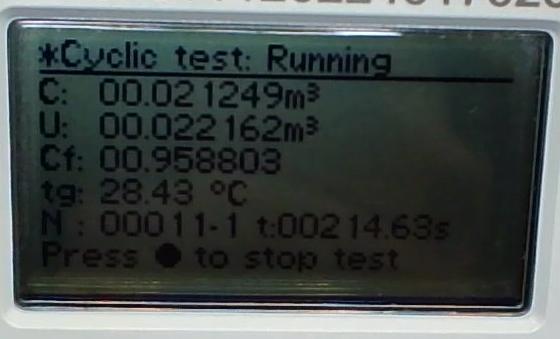 *Cyclic test: Running
C: 00.021249m³
U: 00.022162m³
Cf: 00.958803
tg: 28.43 °C
N : 00011-1 t:00214.63s
Press ● to stop test